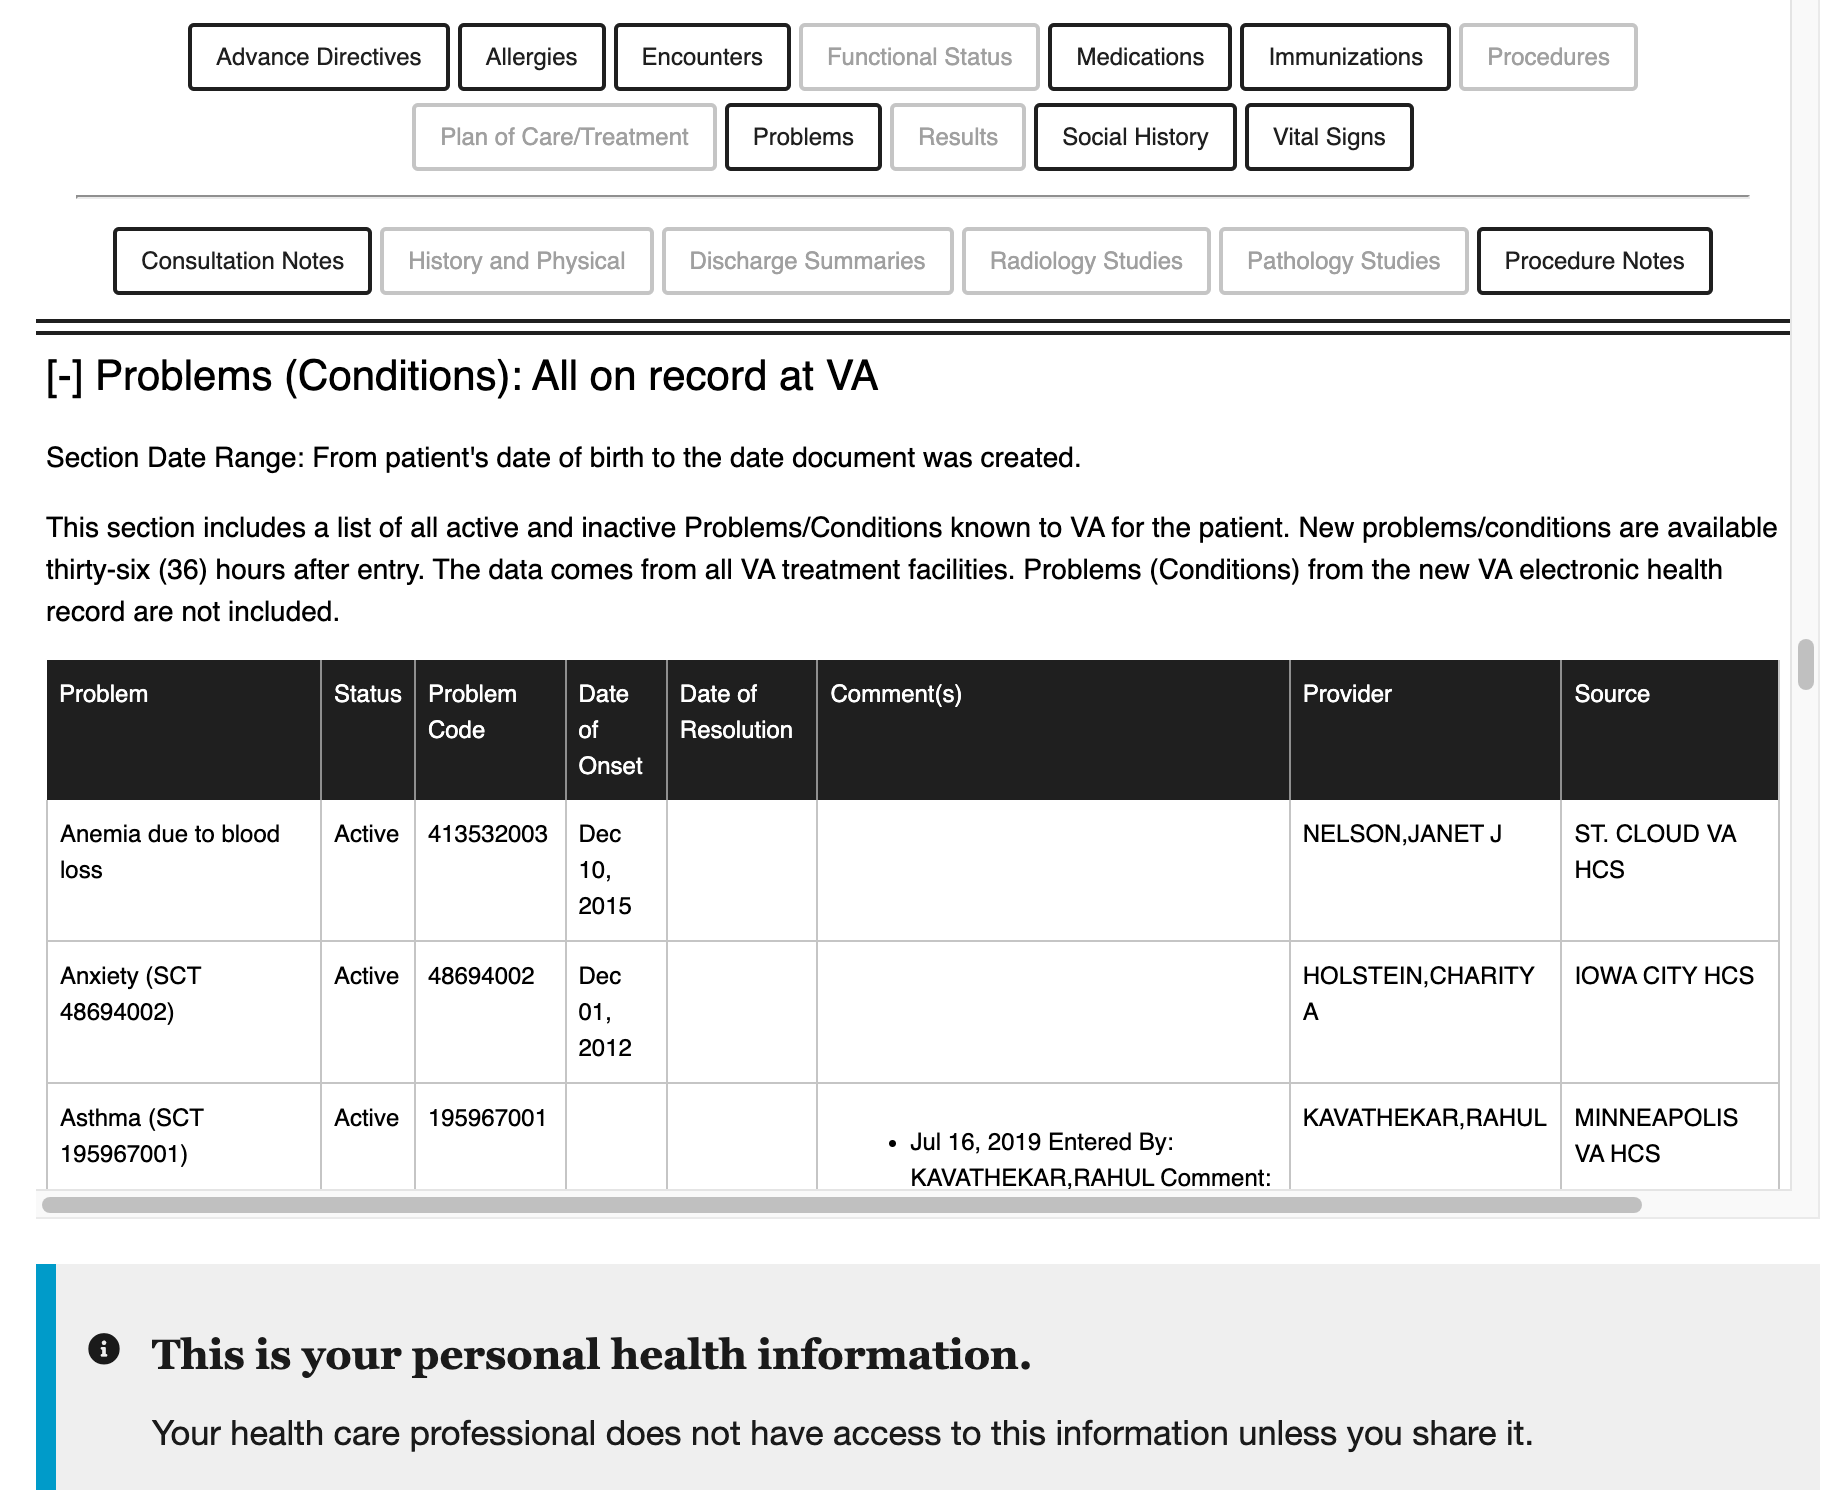 Advance Directives Allergies Encounters Functional Status Medications Immunizations Procedures
Plan of Care/Treatment Problems Results Social History Vital Signs
Consultation Notes History and Physical Discharge Summaries Radiology Studies Pathology Studies Procedure Notes
[-] Problems (Conditions): All on record at VA
Section Date Range: From patient's date of birth to the date document was created.
This section includes a list of all active and inactive Problems/Conditions known to VA for the patient. New problems/conditions are available
thirty-six (36) hours after entry. The data comes from all VA treatment facilities. Problems (Conditions) from the new VA electronic health
record are not included.
Problem Status Problem Date Date of Comment(s) Provider Source
Code of Resolution
Onset
Anemia due to blood Active 413532003 Dec NELSON,JANET J ST. CLOUD VA
loss 10, HCS
2015
Anxiety (SCT Active 48694002 Dec HOLSTEIN,CHARITY IOWA CITY HCS
48694002) 01, A
2012
Asthma (SCT Active 195967001 KAVATHEKAR,RAHUL MINNEAPOLIS
195967001) • Jul 16, 2019 Entered By: VA HCS
KAVATHEKAR,RAHUL Comment:
This is your personal health information.
Your health care professional does not have access to this information unless you share it.